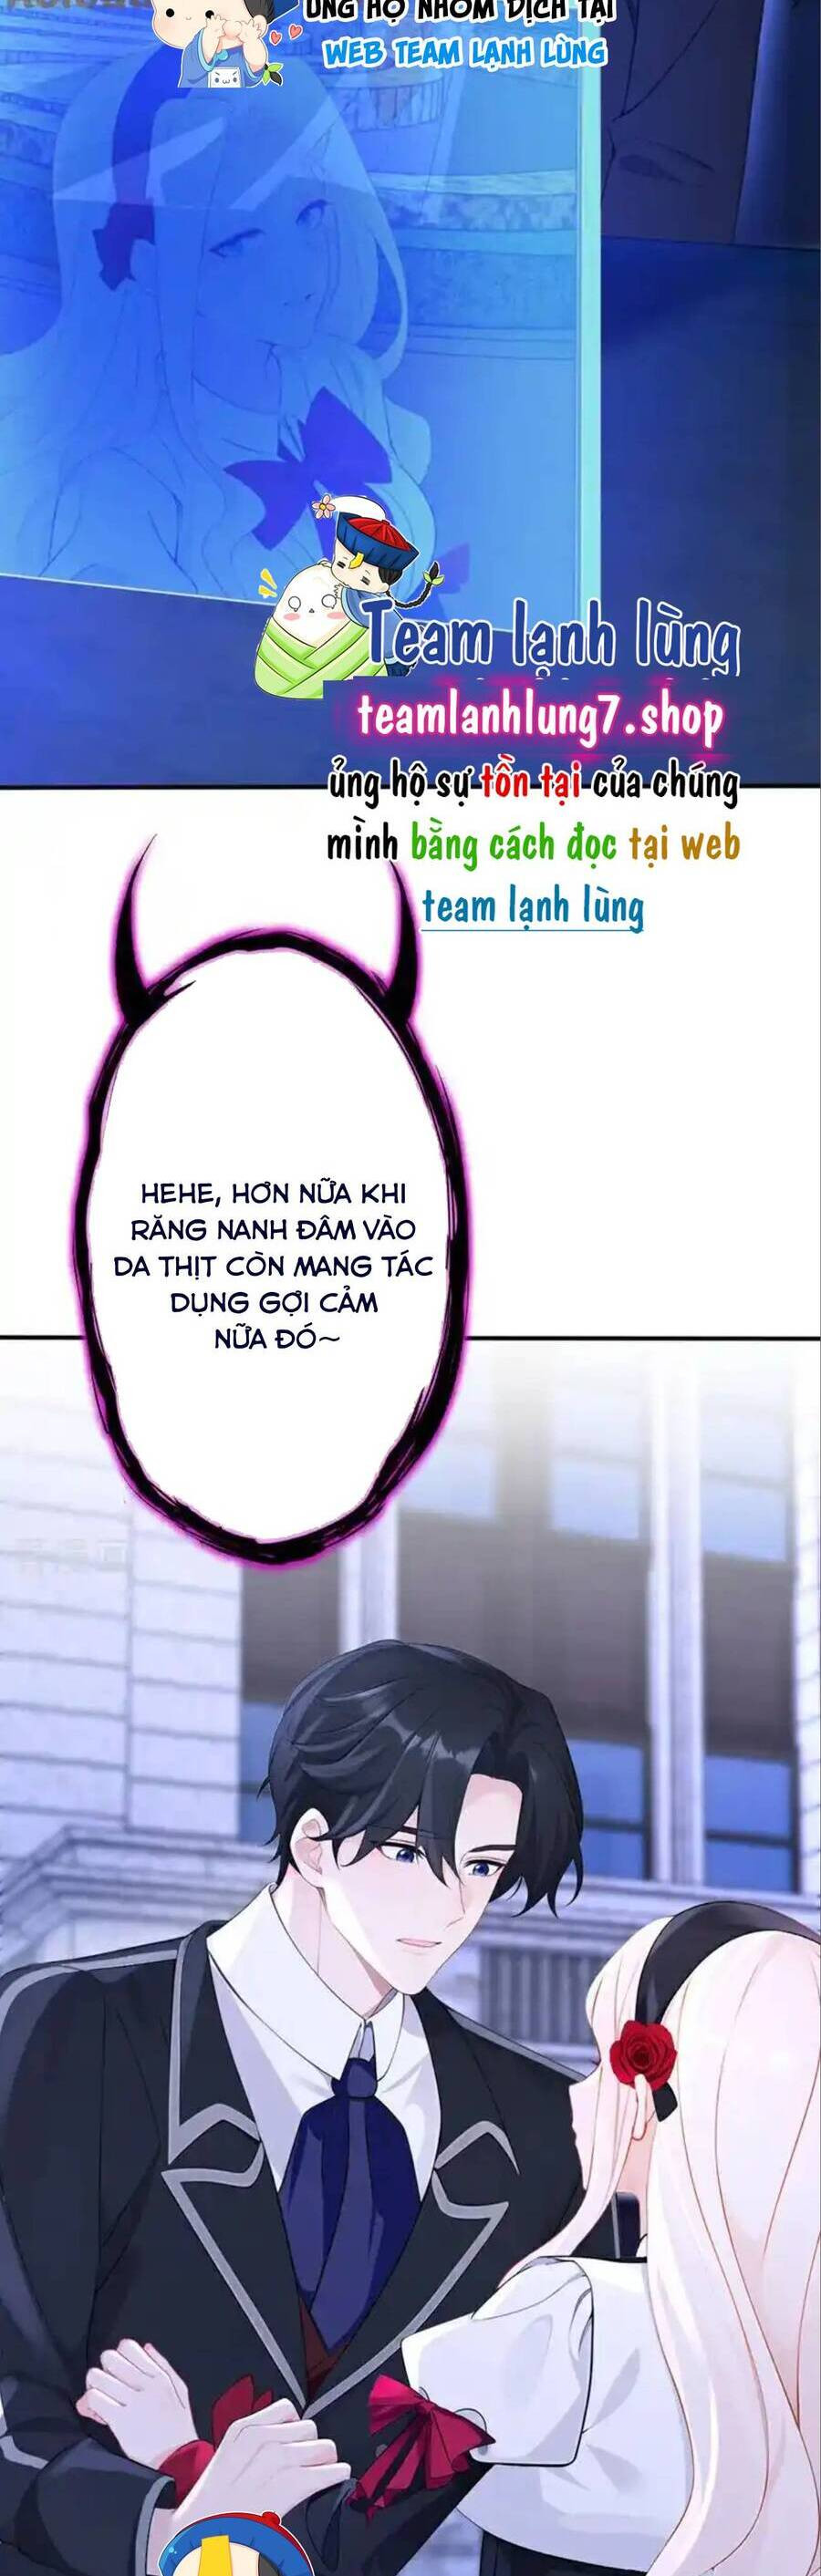 ỦNG HỘ NHÓM DỊCH TẠI
WEB TEAM LẠNH LÙNG
Team lạnh lùng
teamlanhlung7.shop
ủng hộ sự tồn tại của chúng
mình bằng cách đọc tại web
team lạnh lùng
HEHE, HƠN NỮA KHI
RĂNG NANH ĐÂM VÀO
DA THỊT CÒN MANG TÁC
DỤNG GỢI CẢM
NỮA ĐÓ~